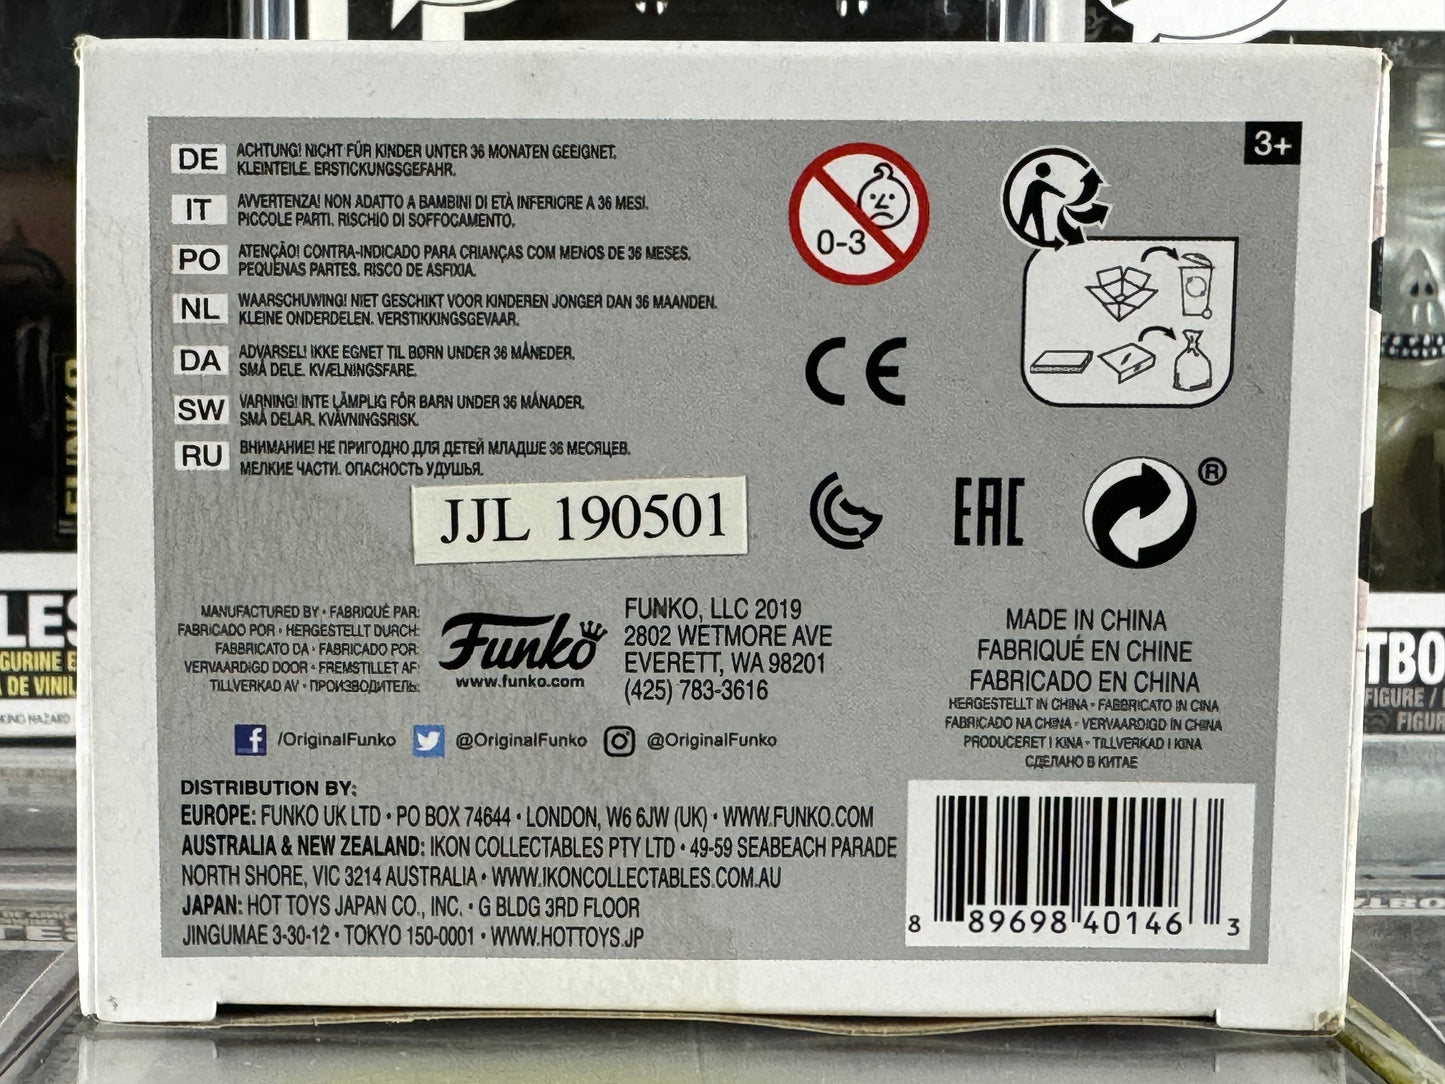 3+
DE ACHTUNG! NICHT FÜR KINDER UNTER 36 MONATEN GEEIGNET.
KLEINTEILE. ERSTICKUNGSGEFAHR.
IT AVVERTENZA! NON ADATTO A BAMBINI DI ETÀ INFERIORE A 36 MESI.
PICCOLE PARTI. RISCHIO DI SOFFOCAMENTO.
PO ATENÇÃO! CONTRA-INDICADO PARA CRIANÇAS COM MENOS DE 36 MESES.
PEQUENAS PARTES. RISCO DE ASFIXIA.
NL WAARSCHUWING! NIET GESCHIKT VOOR KINDEREN JONGER DAN 36 MAANDEN.
KLEINE ONDERDELEN. VERSTIKKINGSGEVAAR.
DA ADVARSEL! IKKE EGNET TIL BØRN UNDER 36 MÅNEDER.
SMÅ DELE. KVÆLNINGSFARE.
SW VARNING! INTE LÄMPLIG FÖR BARN UNDER 36 MÅNADER.
SMÅ DELAR. KVÄVNINGSRISK.
RU ВНИМАНИЕ! НЕ ПРИГОДНО ДЛЯ ДЕТЕЙ МЛАДШЕ 36 МЕСЯЦЕВ.
МЕЛКИЕ ЧАСТИ. ОПАСНОСТЬ УДУШЬЯ.
0-3
CE
EAC
®
JJL 190501
MANUFACTURED BY • FABRIQUÉ PAR:
FABRICADO POR • HERGESTELLT DURCH:
FABBRICATO DA • FABRICADO POR:
VERVAARDIGD DOOR • FREMSTILLET AF:
TILLVERKAD AV • ПРОИЗВОДИТЕЛЬ:
Funko
www.funko.com
FUNKO, LLC 2019
2802 WETMORE AVE
EVERETT, WA 98201
(425) 783-3616
MADE IN CHINA
FABRIQUÉ EN CHINE
FABRICADO EN CHINA
HERGESTELLT IN CHINA • FABBRICATO IN CINA
FABRICADO NA CHINA • VERVAARDIGD IN CHINA
PRODUCERET I KINA • TILLVERKAD I KINA
СДЕЛАНО В КИТАЕ
f /OriginalFunko @OriginalFunko @OriginalFunko
DISTRIBUTION BY:
EUROPE: FUNKO UK LTD • PO BOX 74644 • LONDON, W6 6JW (UK) • WWW.FUNKO.COM
AUSTRALIA & NEW ZEALAND: IKON COLLECTABLES PTY LTD • 49-59 SEABEACH PARADE
NORTH SHORE, VIC 3214 AUSTRALIA • WWW.IKONCOLLECTABLES.COM.AU
JAPAN: HOT TOYS JAPAN CO., INC. • G BLDG 3RD FLOOR
JINGUMAE 3-30-12 • TOKYO 150-0001 • WWW.HOTTOYS.JP
8 89698 40146 3